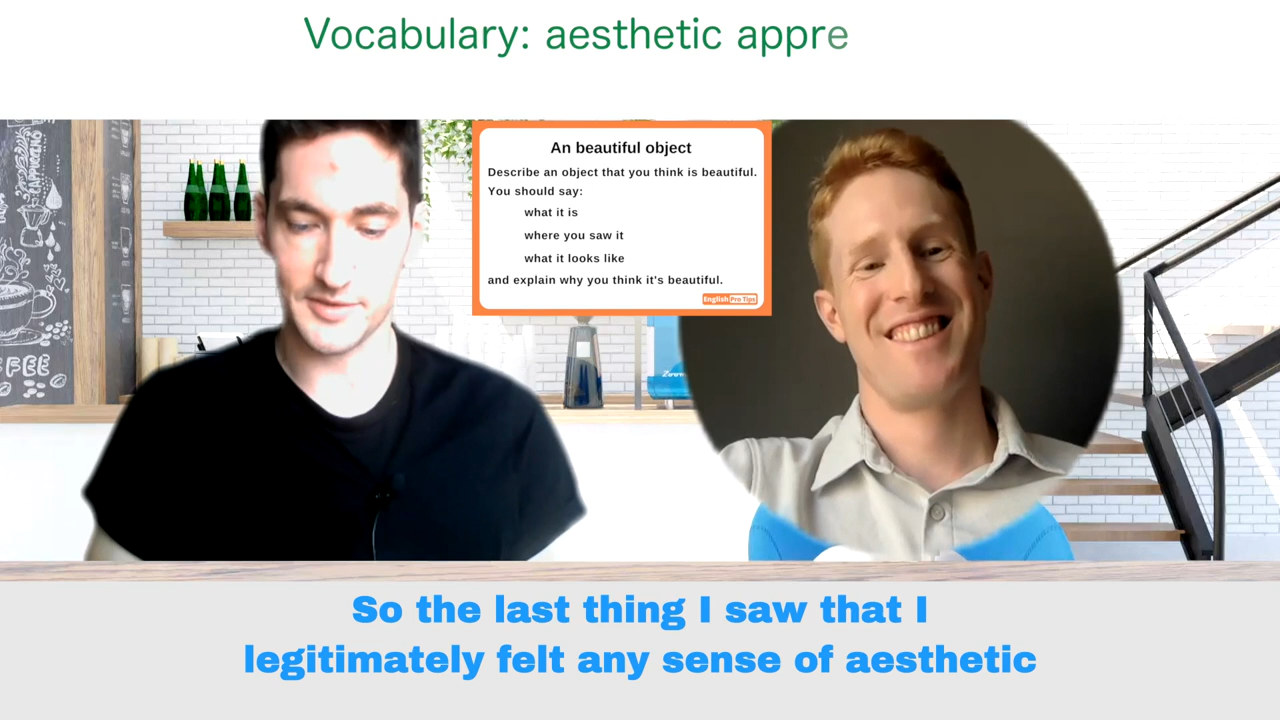 Vocabulary: aesthetic appre
CAPPUCCINO
FFEE
An beautiful object
Describe an object that you think is beautiful.
You should say:
what it is
where you saw it
what it looks like
and explain why you think it's beautiful.
English Pro Tips
So the last thing I saw that I
legitimately felt any sense of aesthetic